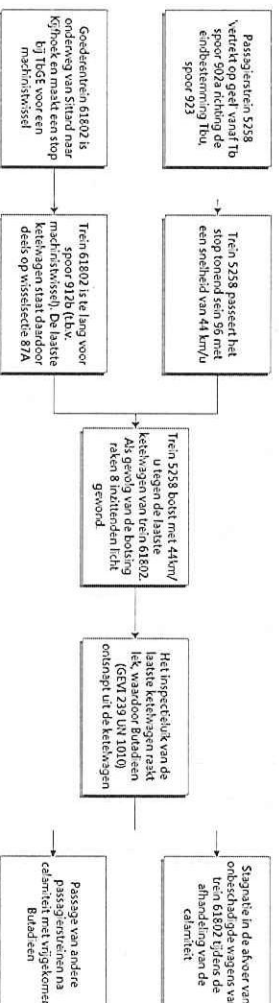 Passagierstrein 5258
vertrekt op geel vanaf Tb
spoor 902a richting de
eindbestemming Tbu,
spoor 923
Goederentrein 61802 is
onderweg van Sittard naar
Kijfhoek en maakt een stop
bij TbGE voor een
machinistwissel
Trein 5258 passeert het
stop tonend sein 96 met
een snelheid van 44 km/u
Trein 61802 is te lang voor
spoor 912b (t.b.v.
machinistwissel). De laatste
ketelwagen staat daardoor
deels op wisselsectie 87A
Trein 5258 botst met 44km/
u tegen de laatste
ketelwagen van trein 61802.
Als gevolg van de botsing
raken 8 inzittenden licht
gewond.
Het inspectieluik van de
laatste ketelwagen raakt
lek, waardoor Butadieen
(GEVI 239 UN 1010)
ontsnapt uit de ketelwagen
Stagnatie in de afvoer van
onbeschadigde wagens
trein 61802 tijdens de
afhandeling van de
calamiteit
Passage van andere
passagierstreinen na
calamiteit met
Butadieen